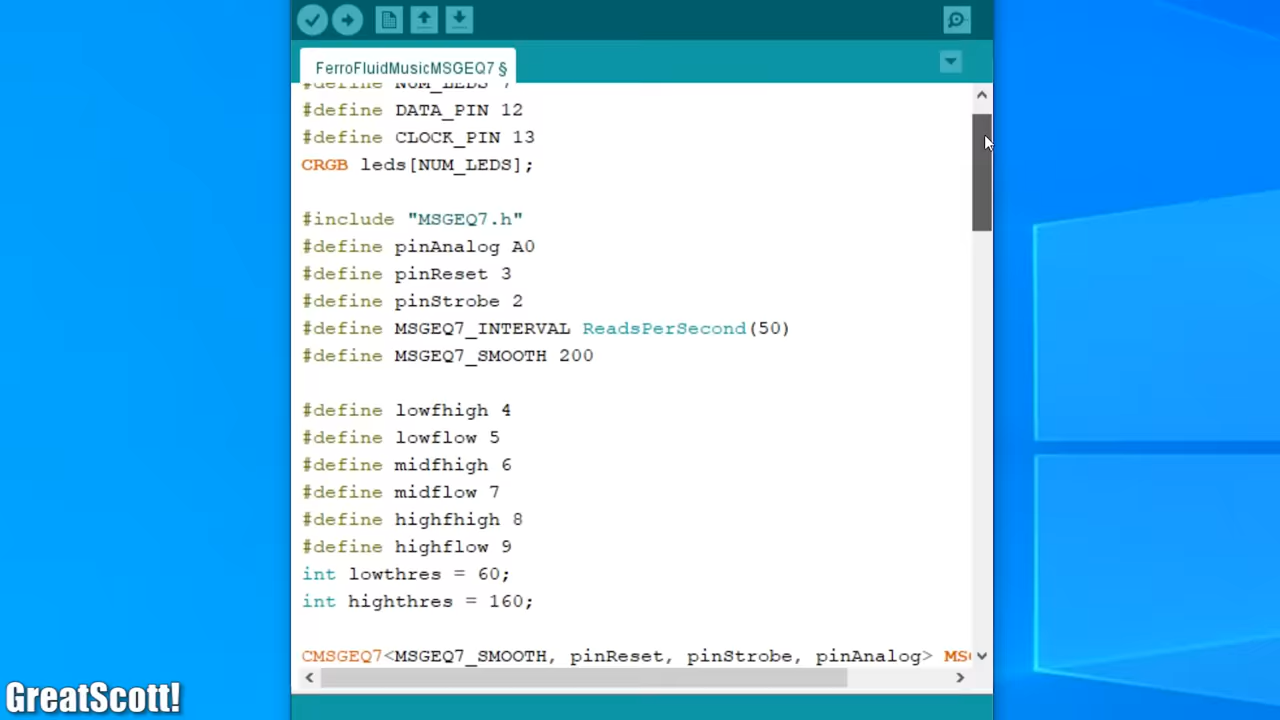 FerroFluidMusicMSGEQ7 §
#define NUM_LEDS 7
#define DATA_PIN 12
#define CLOCK_PIN 13
CRGB leds[NUM_LEDS];
#include "MSGEQ7.h"
#define pinAnalog A0
#define pinReset 3
#define pinStrobe 2
#define MSGEQ7_INTERVAL ReadsPerSecond(50)
#define MSGEQ7_SMOOTH 200
#define lowfhigh 4
#define lowflow 5
#define midfhigh 6
#define midflow 7
#define highfhigh 8
#define highflow 9
int lowthres = 60;
int highthres = 160;
CMSGEQ7<MSGEQ7_SMOOTH, pinReset, pinStrobe, pinAnalog> MSG
GreatScott!